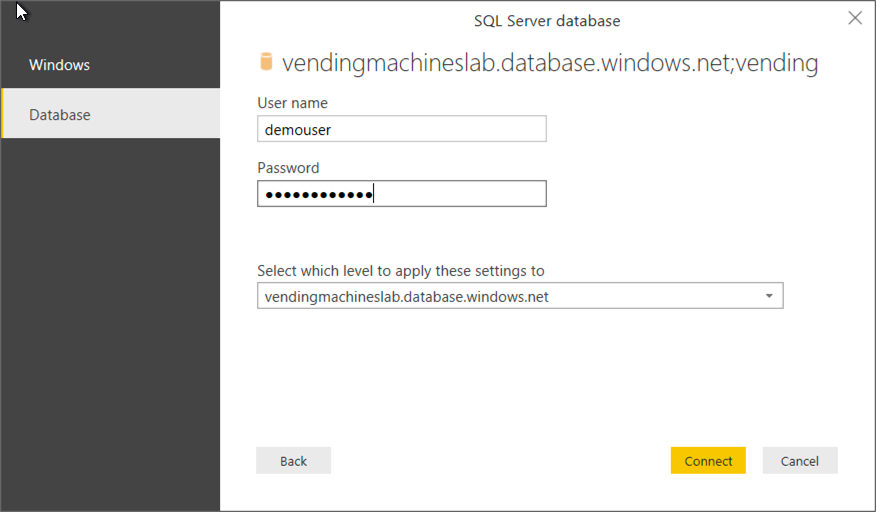 SQL Server database
Windows
Database
vendingmachineslab.database.windows.net;vending
User name
demouser
Password
●●●●●●●●●●●●
Select which level to apply these settings to
vendingmachineslab.database.windows.net
Back
Connect
Cancel